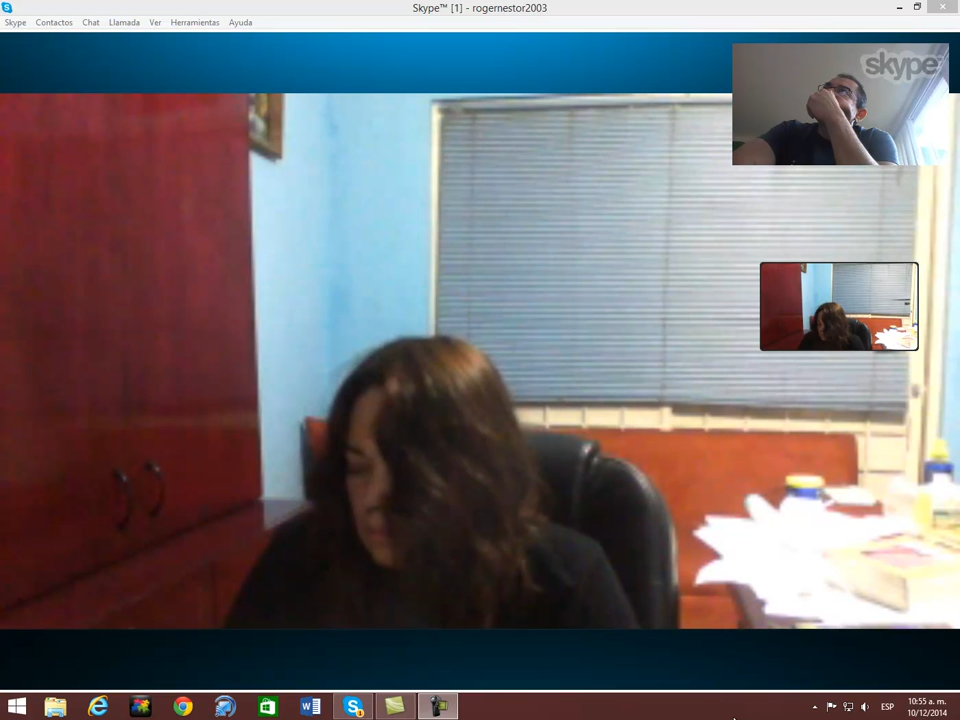 Skype™ [1] - rogernestor2003
Skype Contactos Chat Llamada Ver Herramientas Ayuda
skype
ESP
10:55 a. m.
10/12/2014